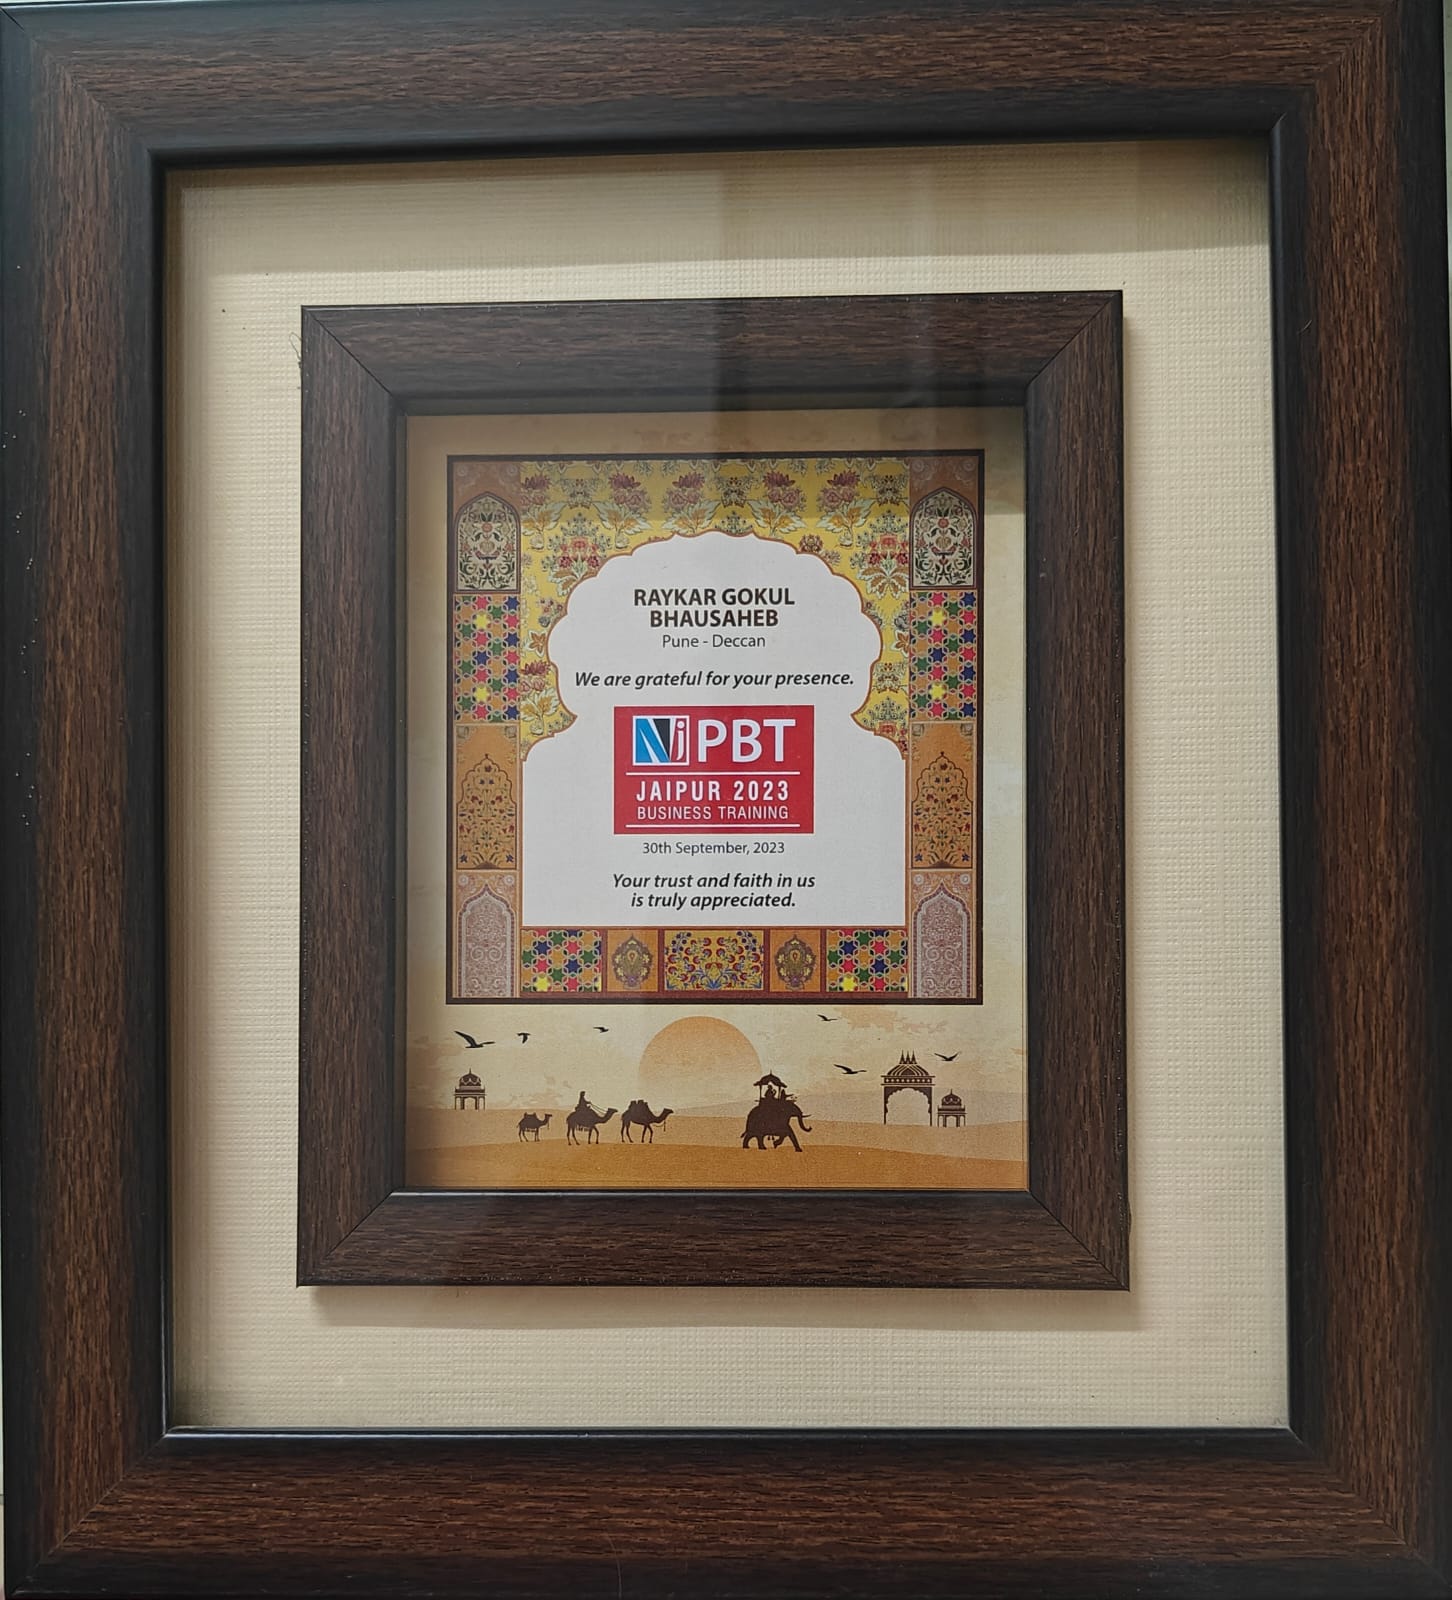 RAYKAR GOKUL
BHAUSAHEB
Pune - Deccan
We are grateful for your presence.
Nj PBT
JAIPUR 2023
BUSINESS TRAINING
30th September, 2023
Your trust and faith in us
is truly appreciated.